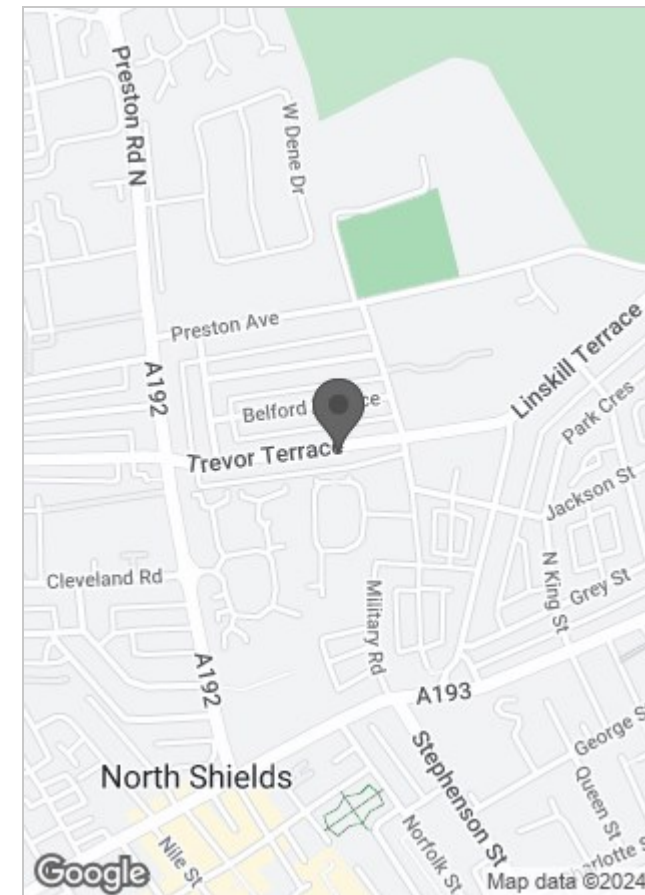 Preston Rd N
W Dene Dr
Preston Ave
A192
Linskill Terrace
Belford
Park Cres
Trevor Terrace
Jackson St
Cleveland Rd
Military Rd
N King St
Grey St
A192
A193
George S
North Shields
Stephenson St
Queen St
Nile St
Norfolk St
harlotte S
Google
Map data ©2024